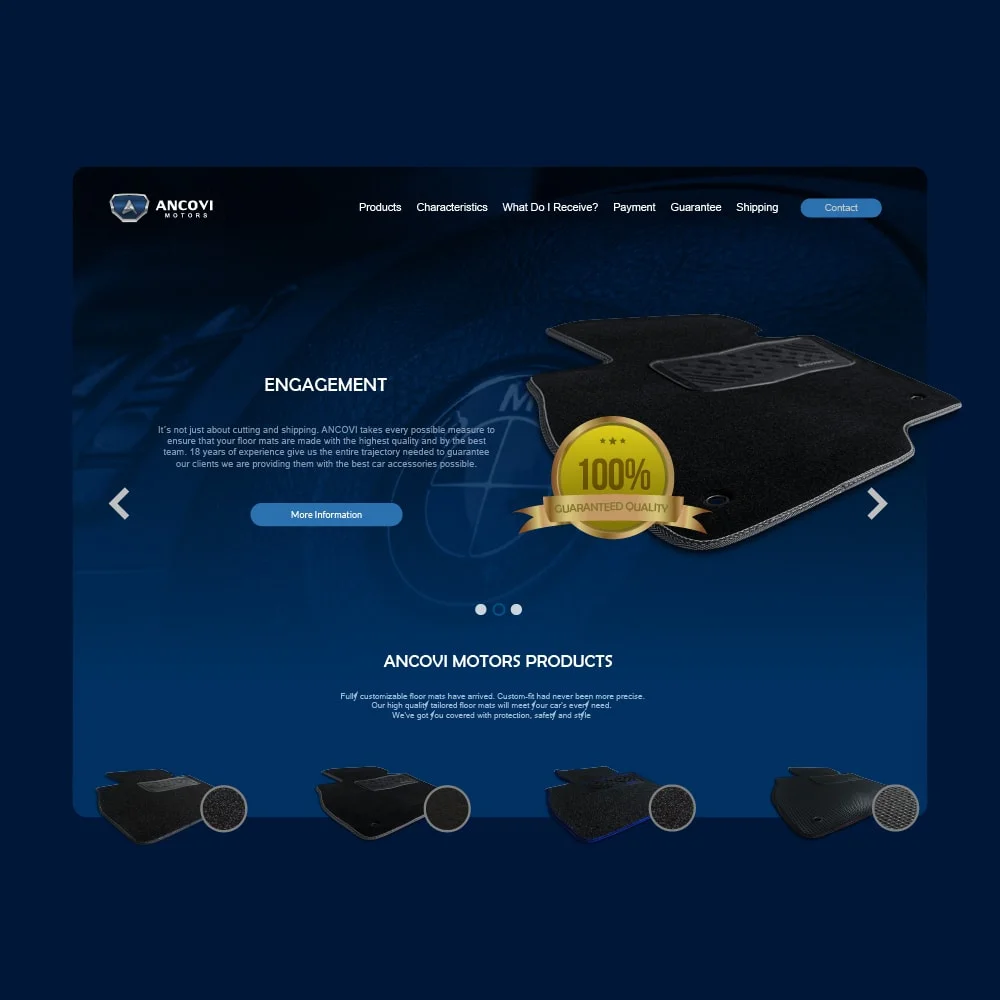 ANCOVI
MOTORS
Products Characteristics What Do I Receive? Payment Guarantee Shipping Contact
ENGAGEMENT
It's not just about cutting and shipping. ANCOVI takes every possible measure to
ensure that your floor mats are made with the highest quality and by the best
team. 18 years of experience give us the entire trajectory needed to guarantee
our clients we are providing them with the best car accessories possible.
More Information
M
100%
GUARANTEED QUALITY
ANCOVI MOTORS PRODUCTS
Fully customizable floor mats have arrived. Custom-fit had never been more precise.
Our high quality tailored floor mats will meet your car's every need.
We've got you covered with protection, safety and style